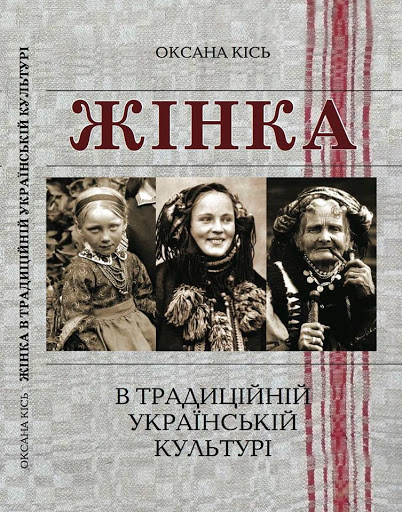 ОКСАНА КІСЬ
ЖІНКА
В ТРАДИЦІЙНІЙ
УКРАЇНСЬКІЙ
КУЛЬТУРІ
ОКСАНА КІСЬ ЖІНКА В ТРАДИЦІЙНІЙ УКРАЇНСЬКІЙ КУЛЬТУРІ